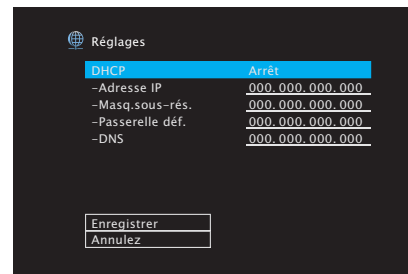 Réglages
DHCP Arrêt
–Adresse IP 000. 000. 000. 000
–Masq.sous–rés. 000. 000. 000. 000
–Passerelle déf. 000. 000. 000. 000
–DNS 000. 000. 000. 000
Enregistrer
Annulez